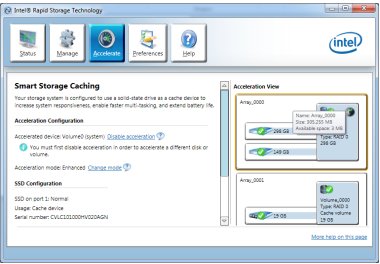 Intel® Rapid Storage Technology
Status
Manage
Accelerate
Preferences
Help
intel
Smart Storage Caching
Your storage system is configured to use a solid-state drive as a cache device to
increase system responsiveness, enable faster multi-tasking, and extend battery life.
Acceleration Configuration
Accelerated device: Volume0 (system) Disable acceleration ?
You must first disable acceleration in order to accelerate a different disk or
volume.
Acceleration mode: Enhanced Change mode ?
SSD Configuration
SSD on port 1: Normal
Usage: Cache device
Serial number: CVLC101000HV020AGN
Acceleration View
Array_0000
Name: Array_0000
Size: 305,255 MB
Available space: 3 MB
298 GB
Type: RAID 0
298 GB
149 GB
Array_0001
Volume_0000
Type: RAID 0
Cache volume
19 GB
19 GB
More help on this page